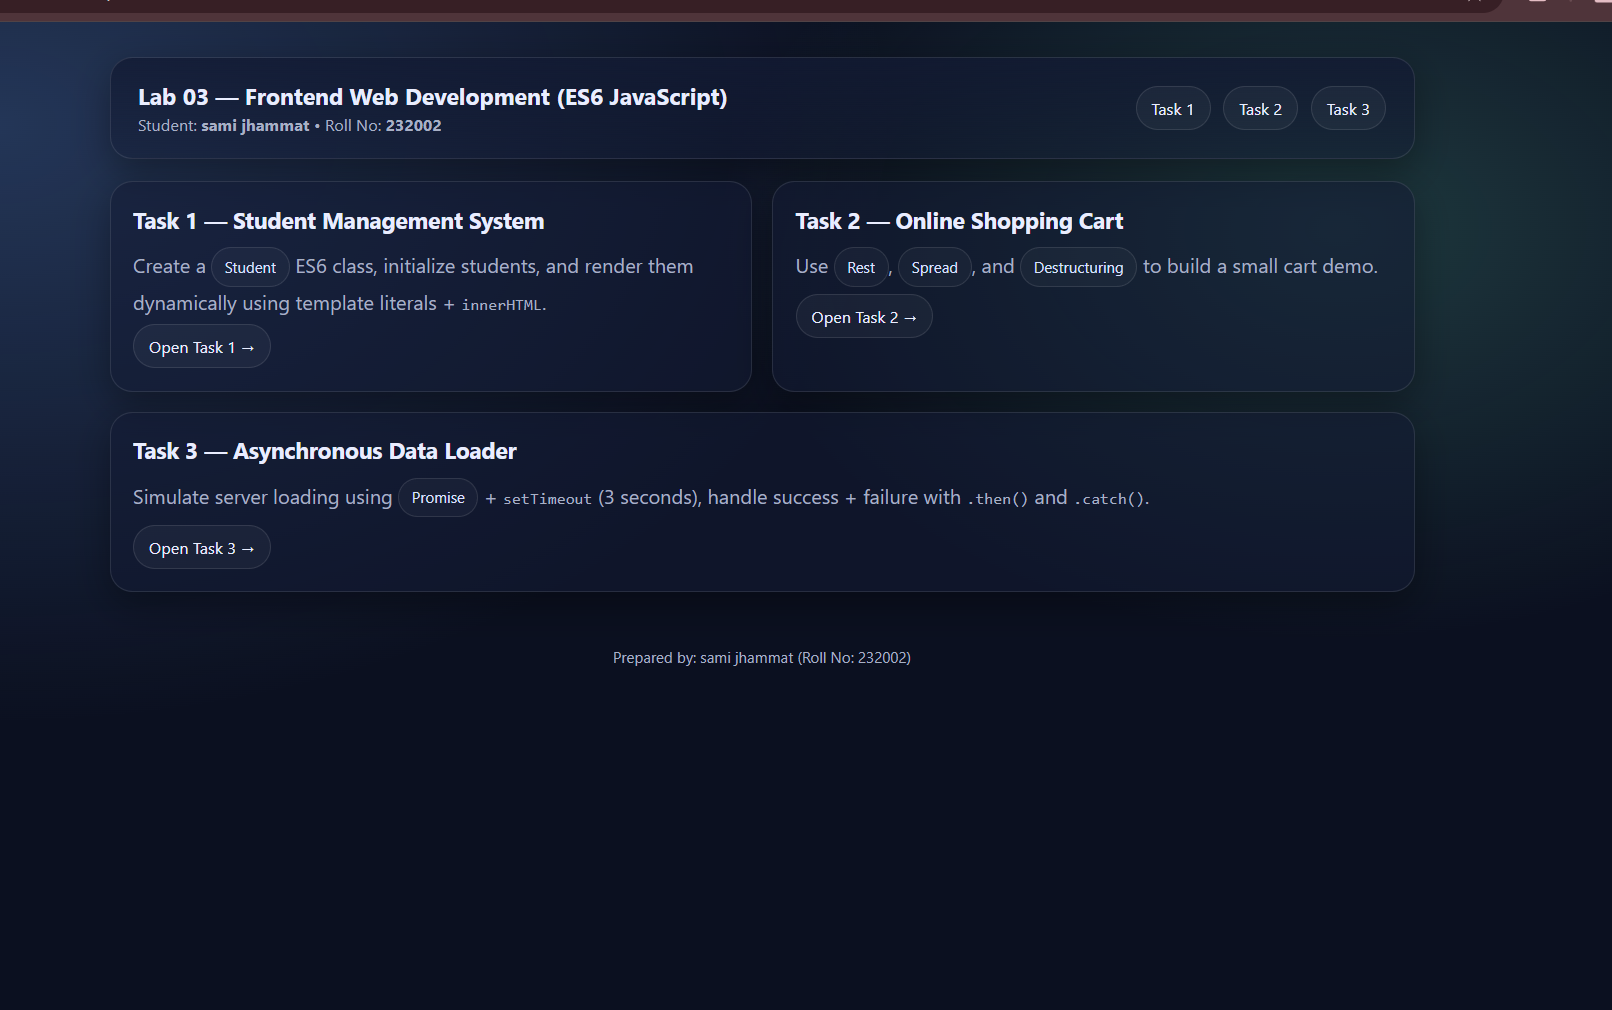 Lab 03 — Frontend Web Development (ES6 JavaScript)
Student: sami jhammat • Roll No: 232002
Task 1
Task 2
Task 3
Task 1 — Student Management System
Create a Student ES6 class, initialize students, and render them
dynamically using template literals + innerHTML.
Open Task 1 →
Task 2 — Online Shopping Cart
Use Rest, Spread, and Destructuring to build a small cart demo.
Open Task 2 →
Task 3 — Asynchronous Data Loader
Simulate server loading using Promise + setTimeout (3 seconds), handle success + failure with .then() and .catch().
Open Task 3 →
Prepared by: sami jhammat (Roll No: 232002)